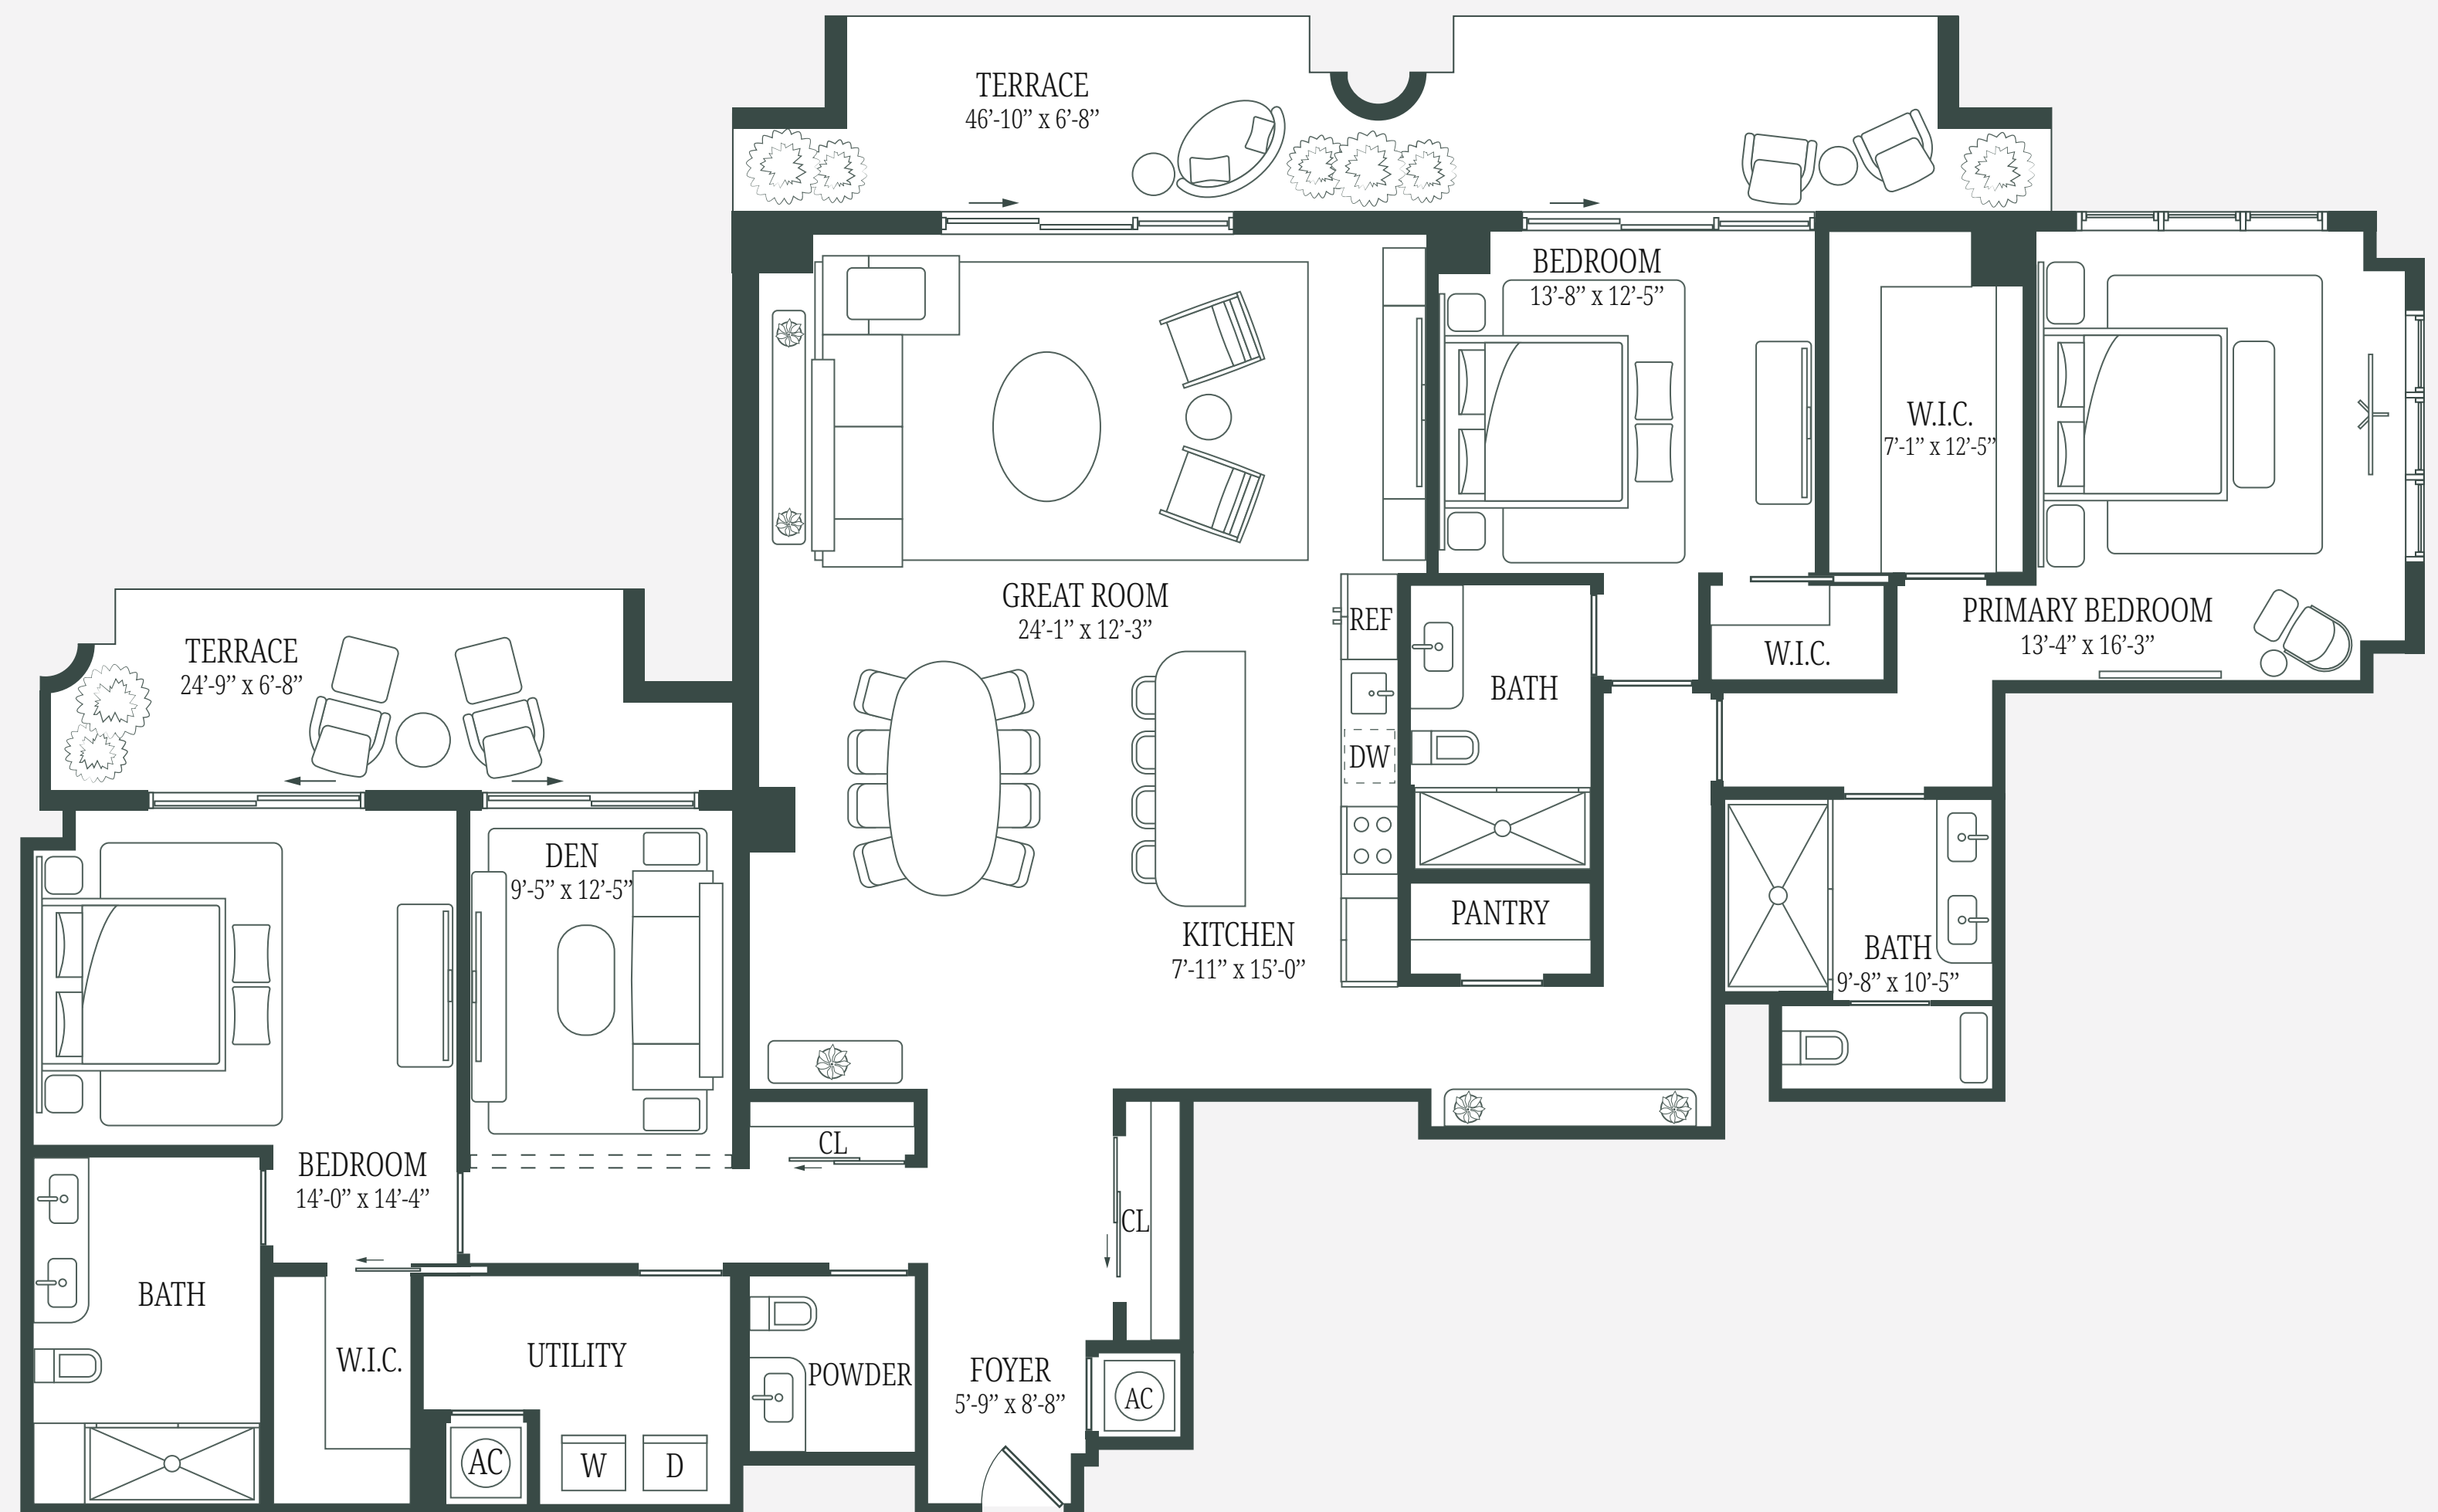 TERRACE
46’-10” x 6’-8”
BEDROOM
13’-8” x 12’-5”
W.I.C.
7’-1” x 12’-5”
GREAT ROOM
24’-1” x 12’-3”
REF
PRIMARY BEDROOM
13’-4” x 16’-3”
W.I.C.
TERRACE
24’-9” x 6’-8”
BATH
DW
DEN
9’-5” x 12’-5”
PANTRY
KITCHEN
7’-11” x 15’-0”
BATH
9’-8” x 10’-5”
CL
BEDROOM
14’-0” x 14’-4”
CL
BATH
W.I.C.
UTILITY
POWDER
FOYER
5’-9” x 8’-8”
AC
AC
W
D